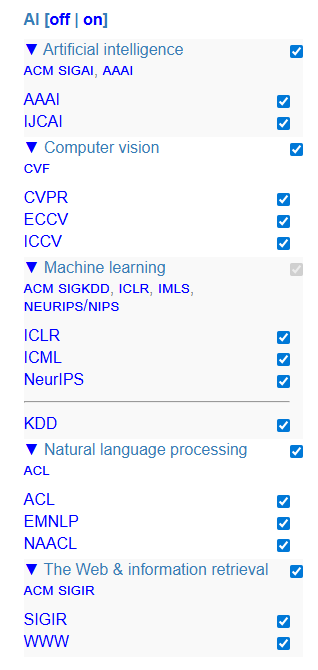 AI [off | on]
▼ Artificial intelligence
ACM SIGAI, AAAI
AAAI
IJCAI
▼ Computer vision
CVF
CVPR
ECCV
ICCV
▼ Machine learning
ACM SIGKDD, ICLR, IMLS,
NEURIPS/NIPS
ICLR
ICML
NeurIPS
KDD
▼ Natural language processing
ACL
ACL
EMNLP
NAACL
▼ The Web & information retrieval
ACM SIGIR
SIGIR
WWW